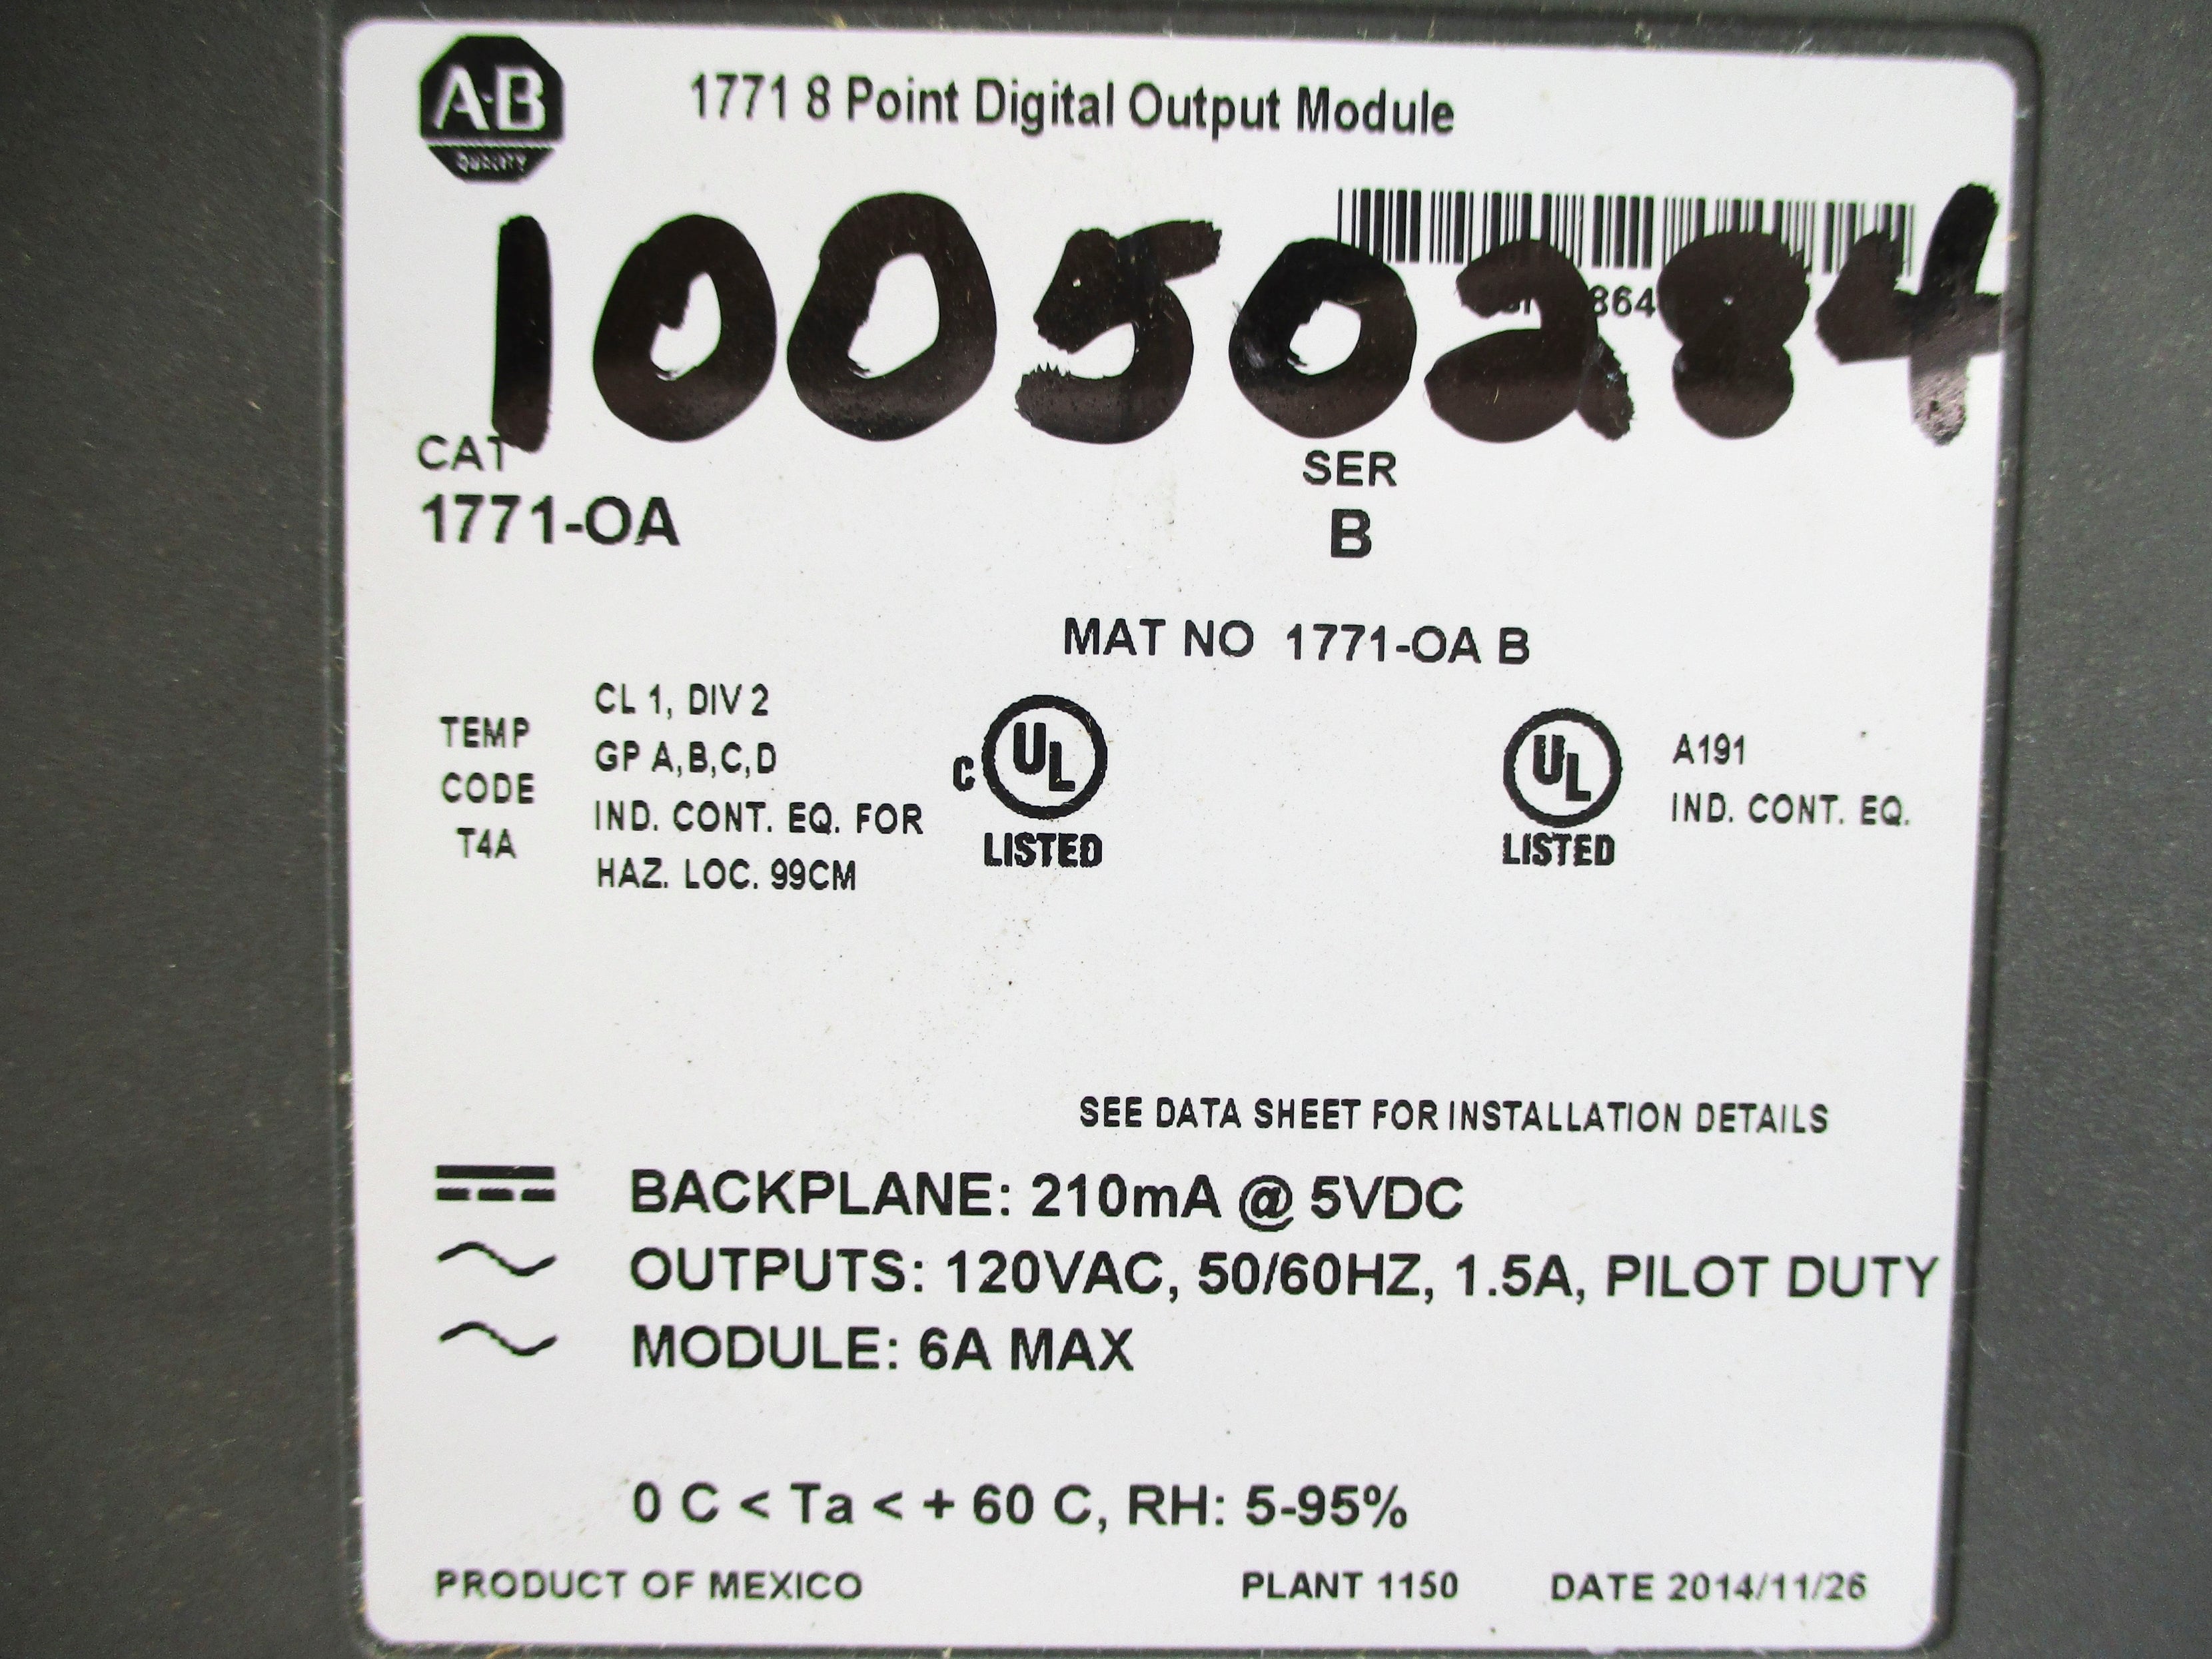 A-B
QUALITY
1771 8 Point Digital Output Module
10050284
864
CAT
1771-OA
SER
B
MAT NO 1771-OA B
TEMP
CODE
T4A
CL 1, DIV 2
GP A,B,C,D
IND. CONT. EQ. FOR
HAZ. LOC. 99CM
C UL
LISTED
UL
LISTED
A191
IND. CONT. EQ.
SEE DATA SHEET FOR INSTALLATION DETAILS
BACKPLANE: 210mA @ 5VDC
OUTPUTS: 120VAC, 50/60HZ, 1.5A, PILOT DUTY
MODULE: 6A MAX
0 C < Ta < + 60 C, RH: 5-95%
PRODUCT OF MEXICO
PLANT 1150
DATE 2014/11/26